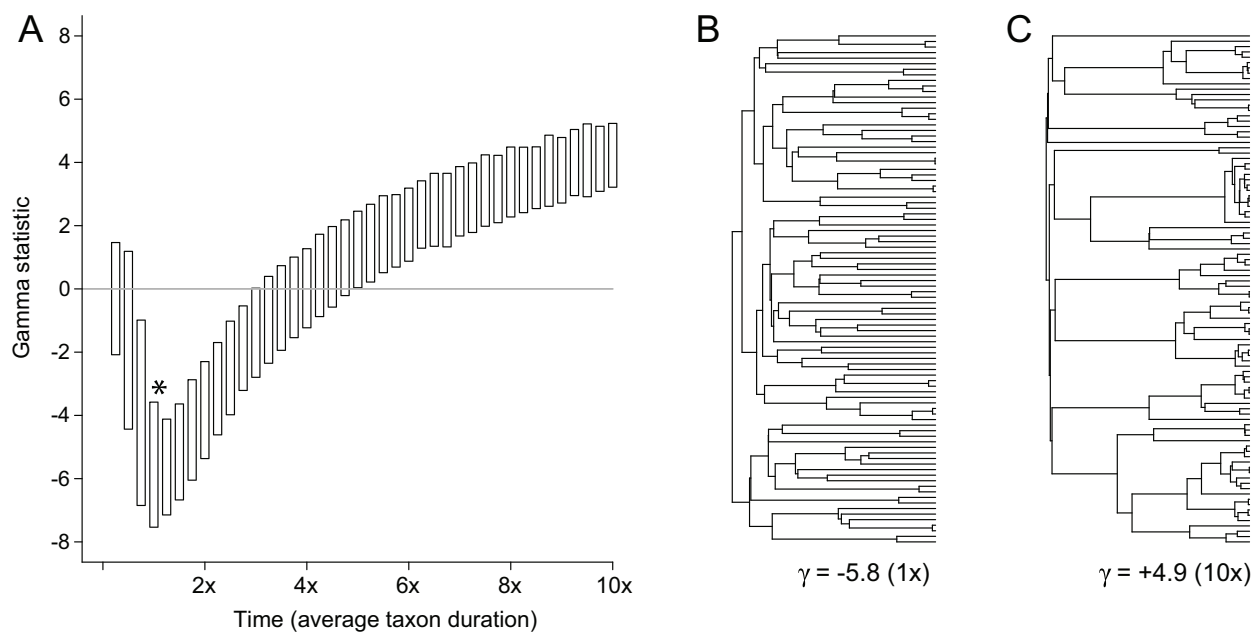 A
B
C
Gamma statistic
8
6
4
2
0
-2
-4
-6
-8
*
2x
4x
6x
8x
10x
Time (average taxon duration)
γ = -5.8 (1x)
γ = +4.9 (10x)